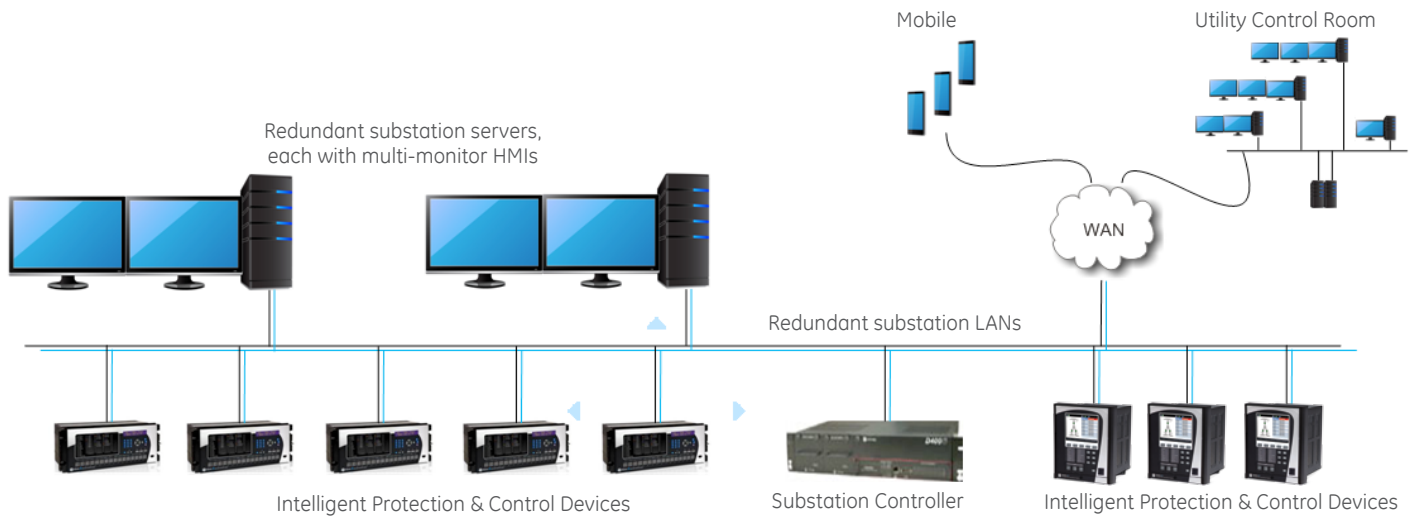 Mobile
Utility Control Room
Redundant substation servers,
each with multi-monitor HMIs
WAN
Redundant substation LANs
D400
Intelligent Protection & Control Devices
Substation Controller
Intelligent Protection & Control Devices